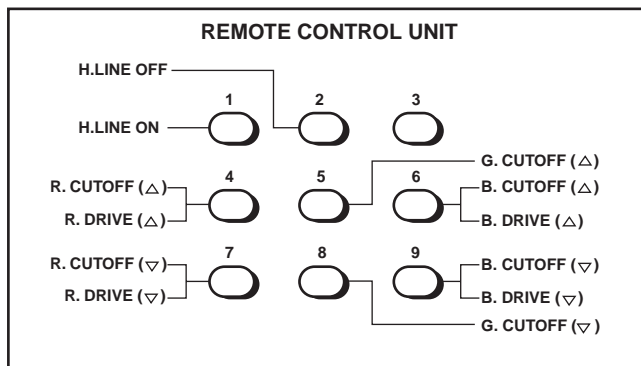 REMOTE CONTROL UNIT
H.LINE OFF
1 2 3
H.LINE ON
G. CUTOFF (△)
R. CUTOFF (△) 4 5 6 B. CUTOFF (△)
R. DRIVE (△) B. DRIVE (△)
R. CUTOFF (▽) 7 8 9 B. CUTOFF (▽)
R. DRIVE (▽) B. DRIVE (▽)
G. CUTOFF (▽)